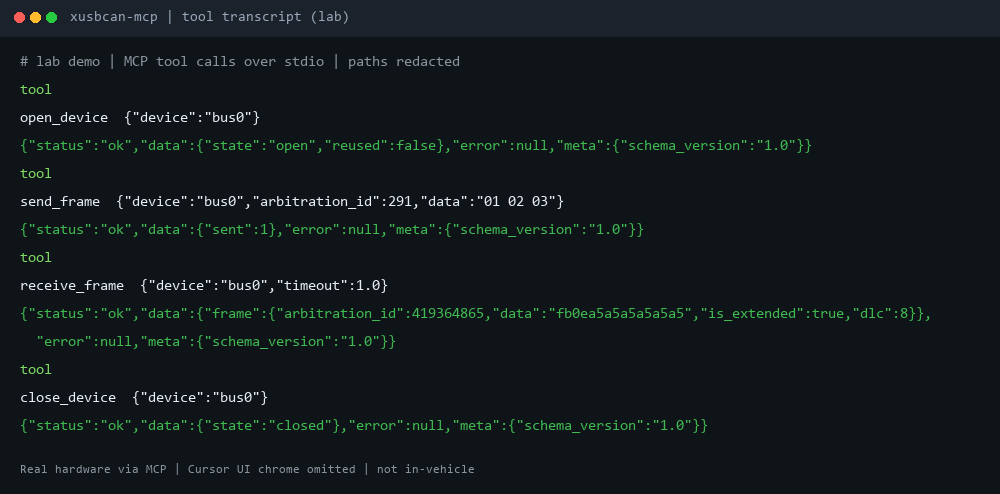 xusbcan-mcp | tool transcript (lab)
# lab demo | MCP tool calls over stdio | paths redacted
tool
open_device  {"device":"bus0"}
{"status":"ok","data":{"state":"open","reused":false},"error":null,"meta":{"schema_version":"1.0"}}
tool
send_frame  {"device":"bus0","arbitration_id":291,"data":"01 02 03"}
{"status":"ok","data":{"sent":1},"error":null,"meta":{"schema_version":"1.0"}}
tool
receive_frame  {"device":"bus0","timeout":1.0}
{"status":"ok","data":{"frame":{"arbitration_id":419364865,"data":"fb0ea5a5a5a5a5a5","is_extended":true,"dlc":8}},
  "error":null,"meta":{"schema_version":"1.0"}}
tool
close_device  {"device":"bus0"}
{"status":"ok","data":{"state":"closed"},"error":null,"meta":{"schema_version":"1.0"}}
Real hardware via MCP | Cursor UI chrome omitted | not in-vehicle